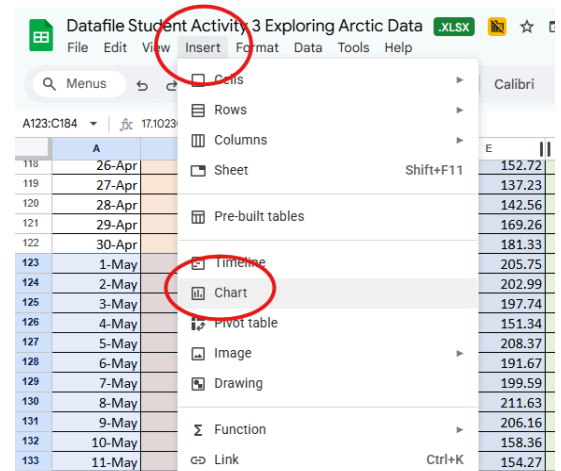 Datafile Student Activity 3 Exploring Arctic Data .XLSX
File Edit View Insert Format Data Tools Help
Menus Calibri
A123:C184 fx 17.1023
A E
118 26-Apr 152.72
119 27-Apr 137.23
120 28-Apr 142.56
121 29-Apr 169.26
122 30-Apr 181.33
123 1-May 205.75
124 2-May 202.99
125 3-May 197.74
126 4-May 151.34
127 5-May 208.37
128 6-May 191.67
129 7-May 199.59
130 8-May 211.63
131 9-May 206.16
132 10-May 158.36
133 11-May 154.27
Cells
Rows
Columns
Sheet Shift+F11
Pre-built tables
Timeline
Chart
Pivot table
Image
Drawing
Function
Link Ctrl+K